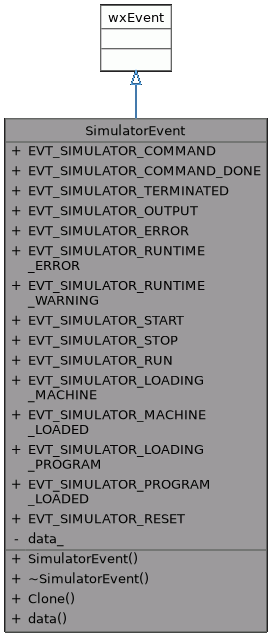 wxEvent
SimulatorEvent
+ EVT_SIMULATOR_COMMAND
+ EVT_SIMULATOR_COMMAND_DONE
+ EVT_SIMULATOR_TERMINATED
+ EVT_SIMULATOR_OUTPUT
+ EVT_SIMULATOR_ERROR
+ EVT_SIMULATOR_RUNTIME
_ERROR
+ EVT_SIMULATOR_RUNTIME
_WARNING
+ EVT_SIMULATOR_START
+ EVT_SIMULATOR_STOP
+ EVT_SIMULATOR_RUN
+ EVT_SIMULATOR_LOADING
_MACHINE
+ EVT_SIMULATOR_MACHINE
_LOADED
+ EVT_SIMULATOR_LOADING
_PROGRAM
+ EVT_SIMULATOR_PROGRAM
_LOADED
+ EVT_SIMULATOR_RESET
- data_
+ SimulatorEvent()
+ ~SimulatorEvent()
+ Clone()
+ data()